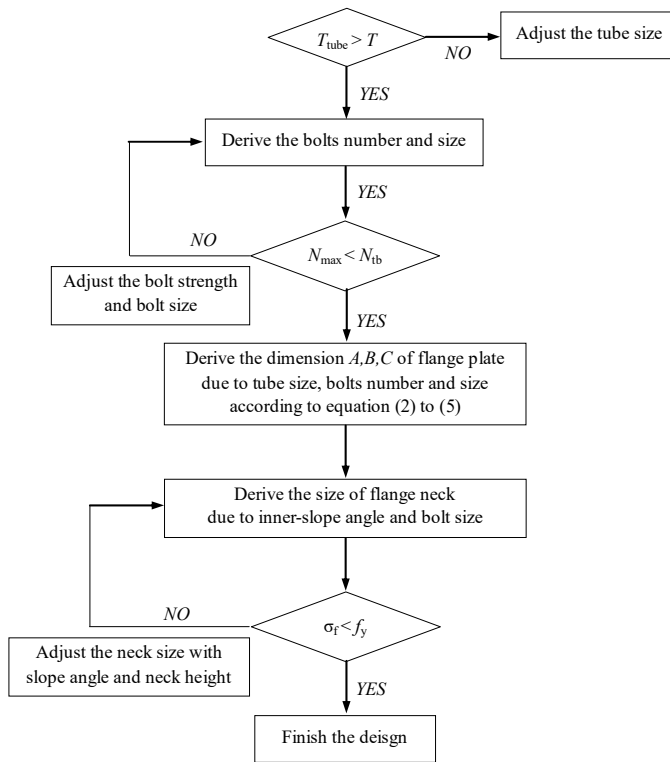 T_tube > T
Adjust the tube size
NO
YES
Derive the bolts number and size
YES
NO
N_max < N_tb
Adjust the bolt strength
and bolt size
YES
Derive the dimension A,B,C of flange plate
due to tube size, bolts number and size
according to equation (2) to (5)
Derive the size of flange neck
due to inner-slope angle and bolt size
NO
σ_f < f_y
Adjust the neck size with
slope angle and neck height
YES
Finish the deisgn